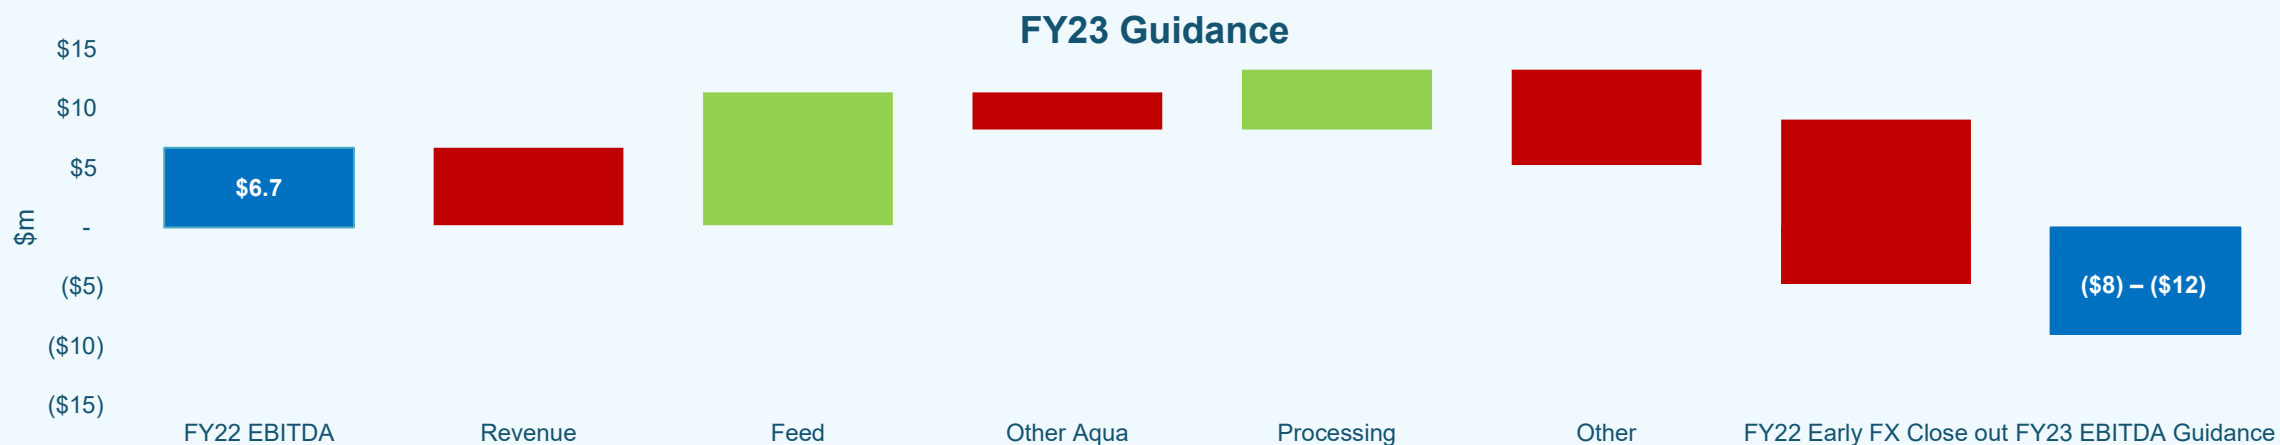 FY23 Guidance
$15
$10
$5
-
($5)
($10)
($15)
$m
$6.7
($8) – ($12)
FY22 EBITDA
Revenue
Feed
Other Aqua
Processing
Other
FY22 Early FX Close out
FY23 EBITDA Guidance